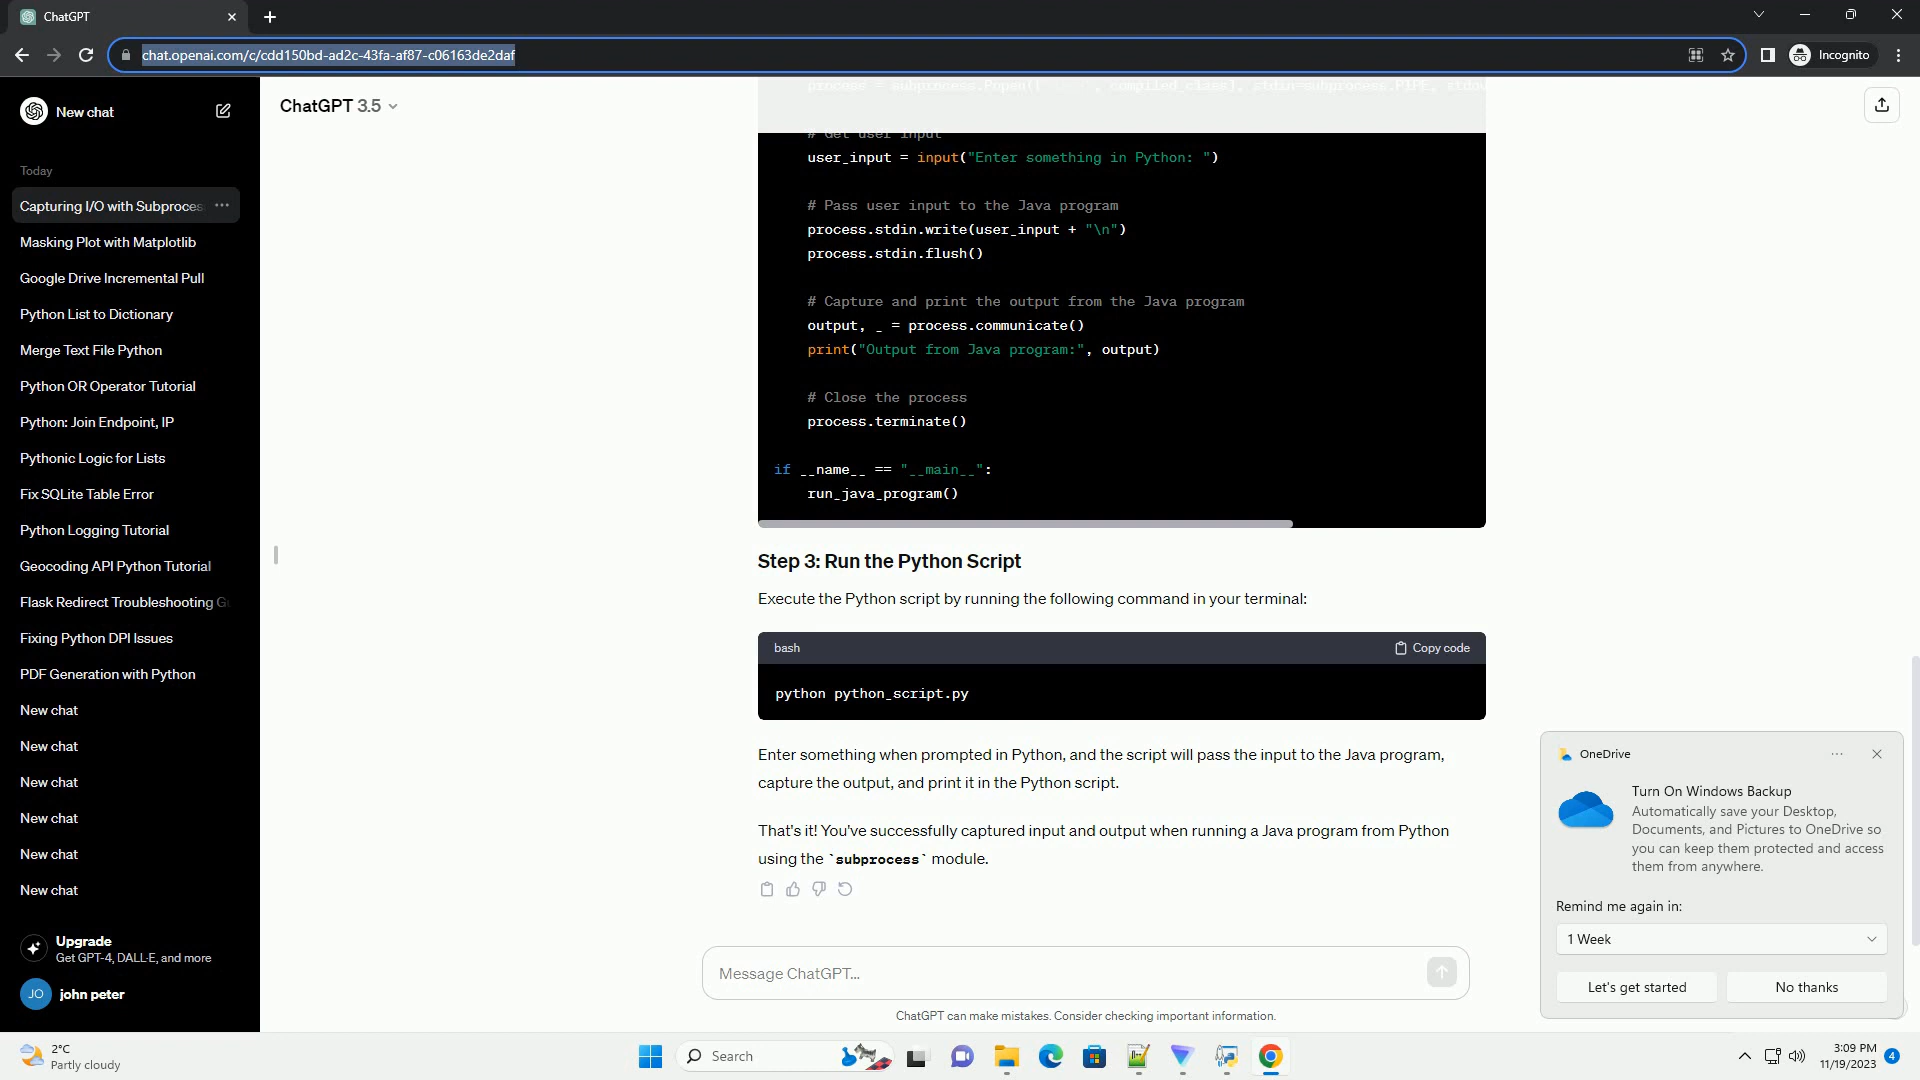 ChatGPT
chat.openai.com/c/cdd150bd-ad2c-43fa-af87-c06163de2daf
Incognito
New chat
ChatGPT 3.5
Today
Capturing I/O with Subproces
Masking Plot with Matplotlib
Google Drive Incremental Pull
Python List to Dictionary
Merge Text File Python
Python OR Operator Tutorial
Python: Join Endpoint, IP
Pythonic Logic for Lists
Fix SQLite Table Error
Python Logging Tutorial
Geocoding API Python Tutorial
Flask Redirect Troubleshooting G
Fixing Python DPI Issues
PDF Generation with Python
New chat
New chat
New chat
New chat
New chat
New chat
Upgrade
Get GPT-4, DALL·E, and more
JO john peter
# Get user input
user_input = input("Enter something in Python: ")
# Pass user input to the Java program
process.stdin.write(user_input + "\n")
process.stdin.flush()
# Capture and print the output from the Java program
output, _ = process.communicate()
print("Output from Java program:", output)
# Close the process
process.terminate()
if __name__ == "__main__":
run_java_program()
Step 3: Run the Python Script
Execute the Python script by running the following command in your terminal:
bash Copy code
python python_script.py
Enter something when prompted in Python, and the script will pass the input to the Java program,
capture the output, and print it in the Python script.
That's it! You've successfully captured input and output when running a Java program from Python
using the `subprocess` module.
Message ChatGPT...
ChatGPT can make mistakes. Consider checking important information.
OneDrive
Turn On Windows Backup
Automatically save your Desktop,
Documents, and Pictures to OneDrive so
you can keep them protected and access
them from anywhere.
Remind me again in:
1 Week
Let's get started
No thanks
2°C
Partly cloudy
Search
3:09 PM
11/19/2023
4